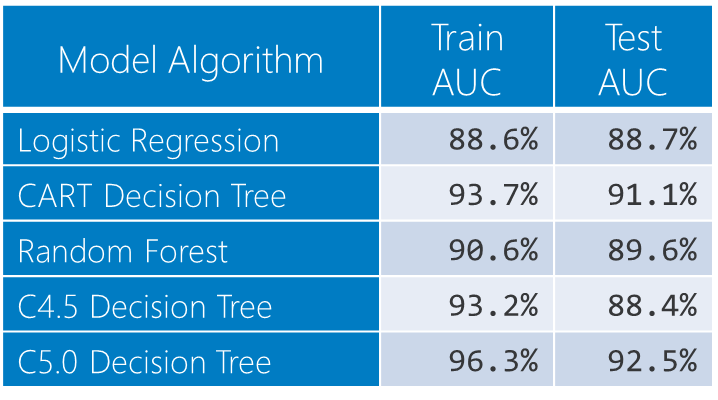 Model Algorithm Train AUC Test AUC
Logistic Regression 88.6% 88.7%
CART Decision Tree 93.7% 91.1%
Random Forest 90.6% 89.6%
C4.5 Decision Tree 93.2% 88.4%
C5.0 Decision Tree 96.3% 92.5%